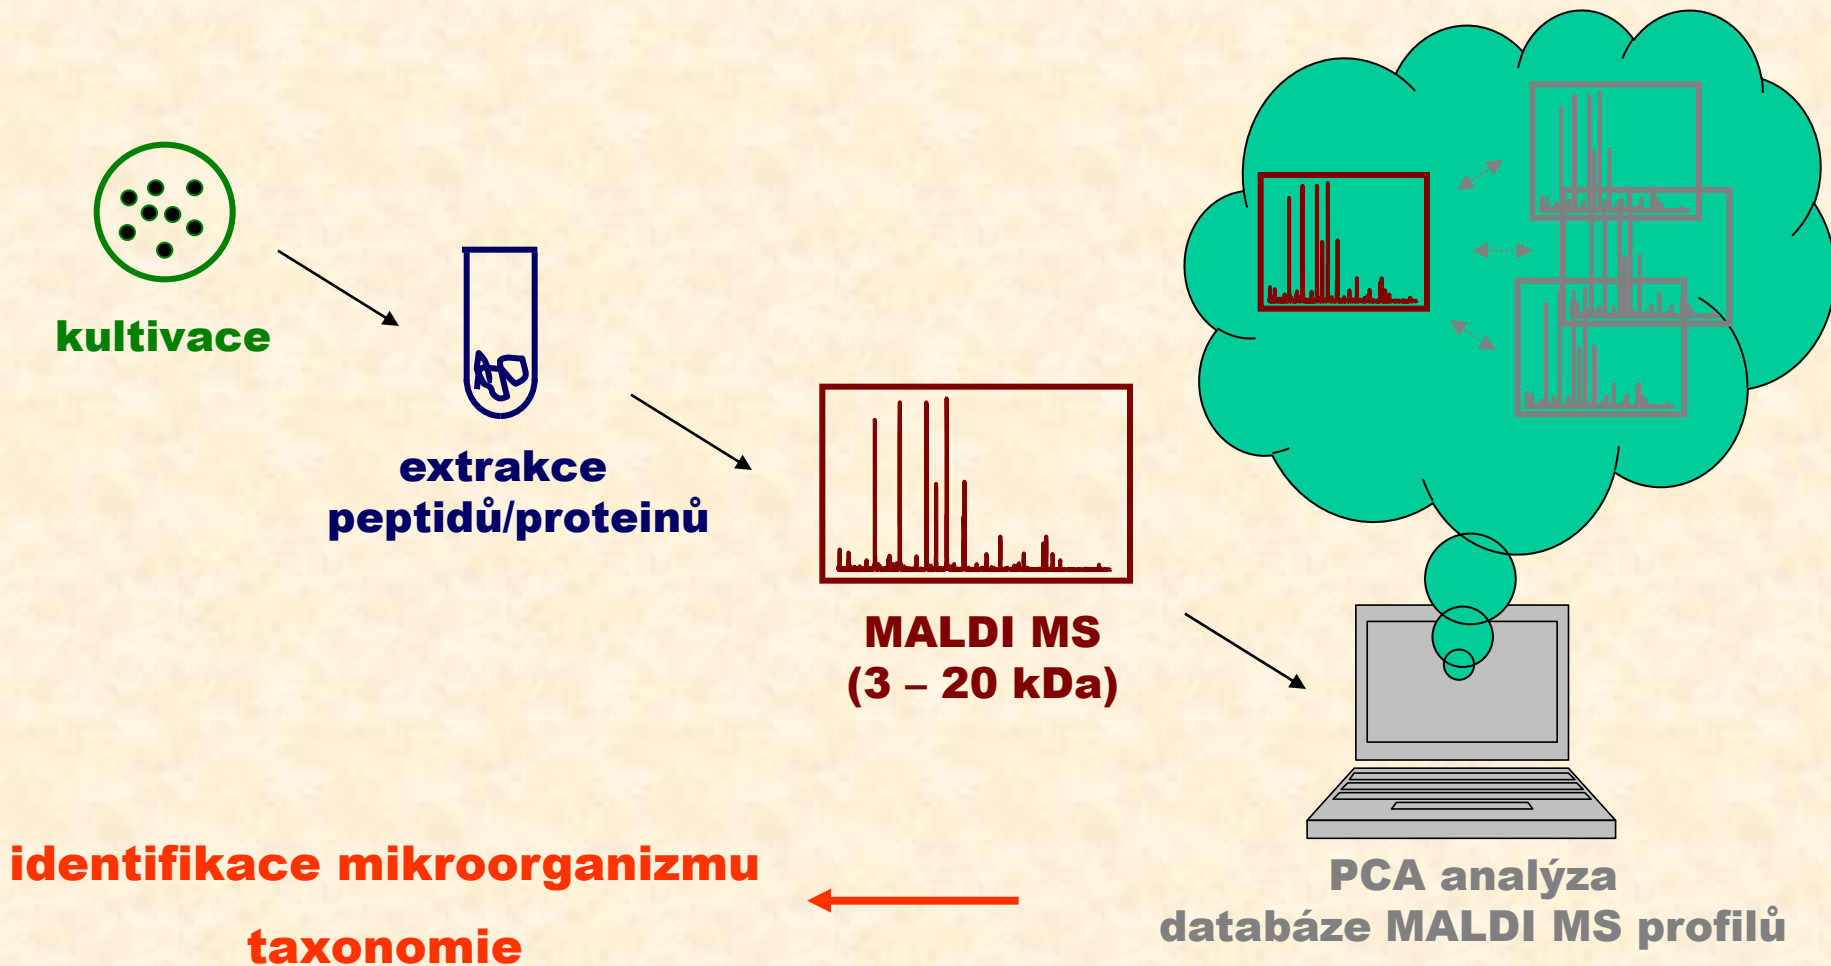 kultivace
extrakce
peptidů/proteinů
MALDI MS
(3 – 20 kDa)
PCA analýza
databáze MALDI MS profilů
identifikace mikroorganizmu
taxonomie